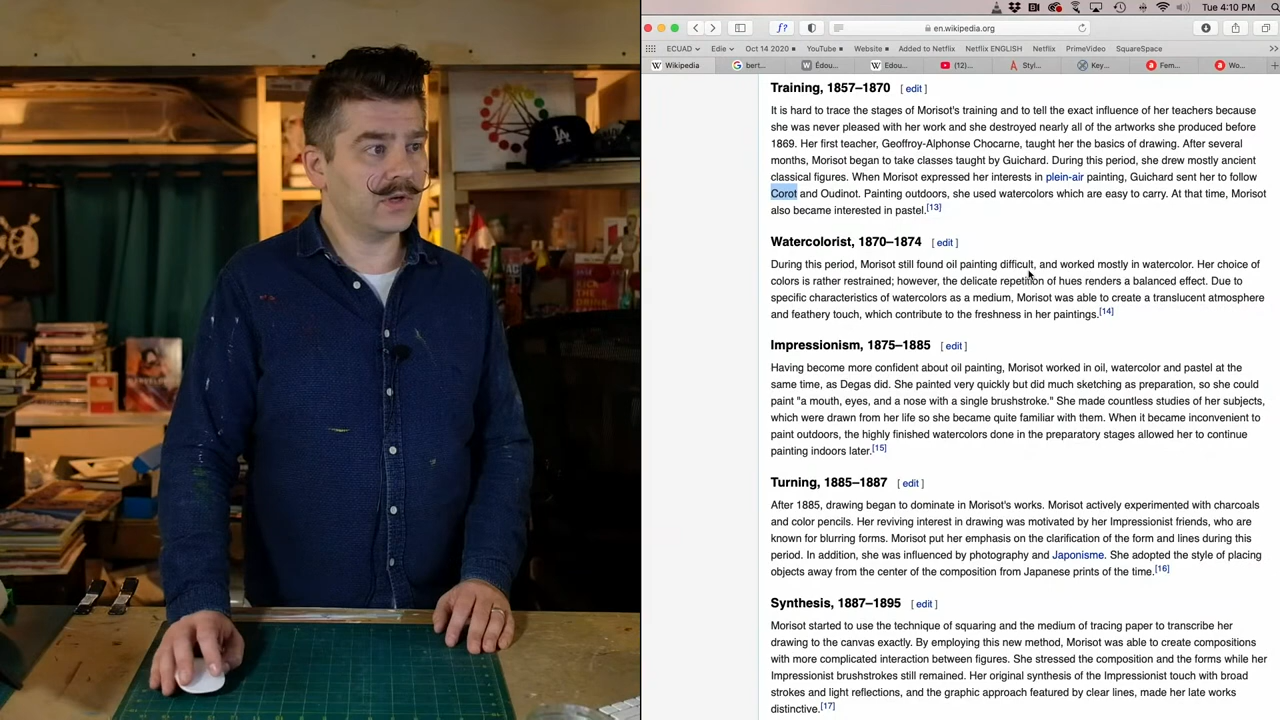 Tue 4:10 PM
en.wikipedia.org
ECUAD Edie Oct 14 2020 YouTube Website Added to Netflix Netflix ENGLISH Netflix PrimeVideo SquareSpace
Wikipedia bert... Édou... Edou... (12)... Styl... Key... Fem... Wo...
Training, 1857–1870 [ edit ]
It is hard to trace the stages of Morisot's training and to tell the exact influence of her teachers because
she was never pleased with her work and she destroyed nearly all of the artworks she produced before
1869. Her first teacher, Geoffroy-Alphonse Chocarne, taught her the basics of drawing. After several
months, Morisot began to take classes taught by Guichard. During this period, she drew mostly ancient
classical figures. When Morisot expressed her interests in plein-air painting, Guichard sent her to follow
Corot and Oudinot. Painting outdoors, she used watercolors which are easy to carry. At that time, Morisot
also became interested in pastel.[13]
Watercolorist, 1870–1874 [ edit ]
During this period, Morisot still found oil painting difficult, and worked mostly in watercolor. Her choice of
colors is rather restrained; however, the delicate repetition of hues renders a balanced effect. Due to
specific characteristics of watercolors as a medium, Morisot was able to create a translucent atmosphere
and feathery touch, which contribute to the freshness in her paintings.[14]
Impressionism, 1875–1885 [ edit ]
Having become more confident about oil painting, Morisot worked in oil, watercolor and pastel at the
same time, as Degas did. She painted very quickly but did much sketching as preparation, so she could
paint "a mouth, eyes, and a nose with a single brushstroke." She made countless studies of her subjects,
which were drawn from her life so she became quite familiar with them. When it became inconvenient to
paint outdoors, the highly finished watercolors done in the preparatory stages allowed her to continue
painting indoors later.[15]
Turning, 1885–1887 [ edit ]
After 1885, drawing began to dominate in Morisot's works. Morisot actively experimented with charcoals
and color pencils. Her reviving interest in drawing was motivated by her Impressionist friends, who are
known for blurring forms. Morisot put her emphasis on the clarification of the form and lines during this
period. In addition, she was influenced by photography and Japonisme. She adopted the style of placing
objects away from the center of the composition from Japanese prints of the time.[16]
Synthesis, 1887–1895 [ edit ]
Morisot started to use the technique of squaring and the medium of tracing paper to transcribe her
drawing to the canvas exactly. By employing this new method, Morisot was able to create compositions
with more complicated interaction between figures. She stressed the composition and the forms while her
Impressionist brushstrokes still remained. Her original synthesis of the Impressionist touch with broad
strokes and light reflections, and the graphic approach featured by clear lines, made her late works
distinctive.[17]
LA
KICK
THE
DRINK